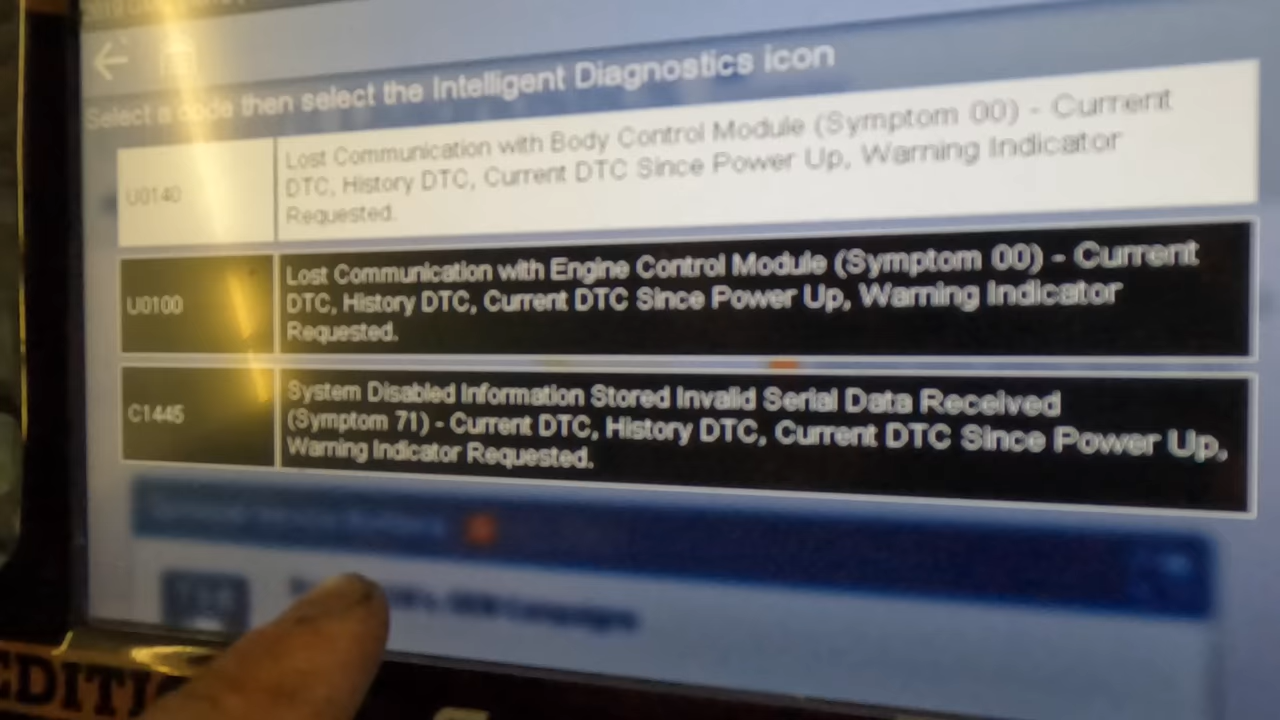 Select a code then select the Intelligent Diagnostics icon
U0140
Lost Communication with Body Control Module (Symptom 00) - Current
DTC, History DTC, Current DTC Since Power Up, Warning Indicator
Requested.
U0100
Lost Communication with Engine Control Module (Symptom 00) - Current
DTC, History DTC, Current DTC Since Power Up, Warning Indicator
Requested.
C1445
System Disabled Information Stored Invalid Serial Data Received
(Symptom 71) - Current DTC, History DTC, Current DTC Since Power Up,
Warning Indicator Requested.